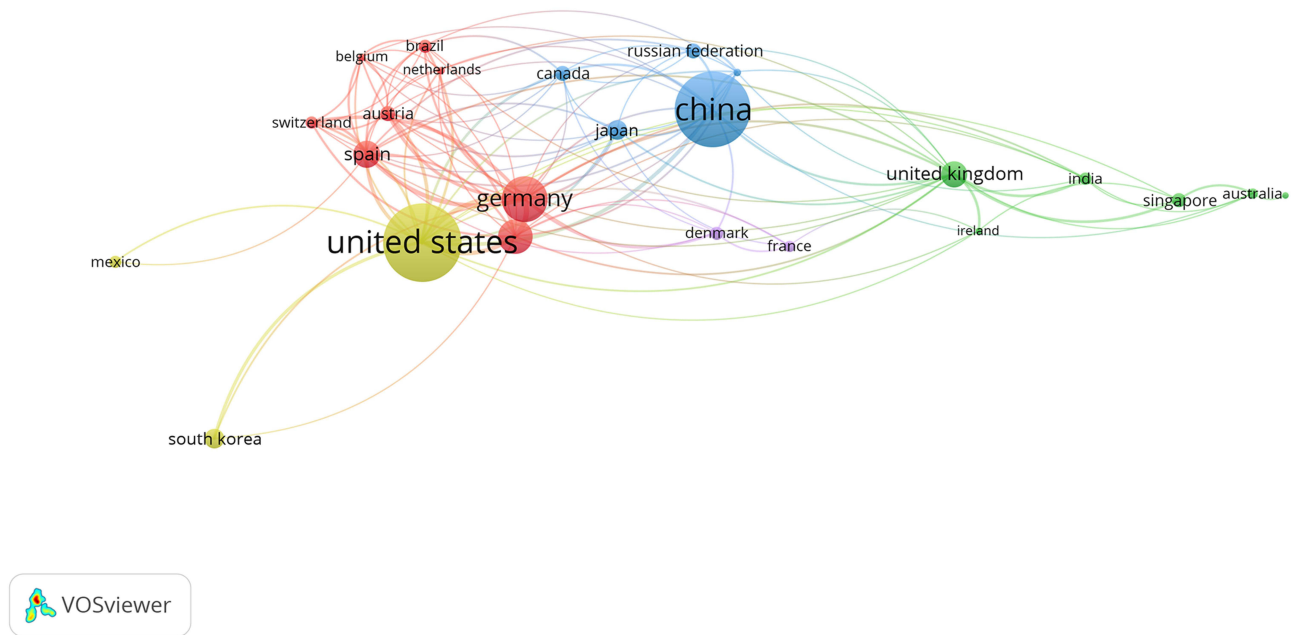 brazil
belgium
netherlands
russian federation
canada
china
austria
switzerland
japan
spain
united kingdom
india
germany
singapore
australia
denmark
ireland
united states
france
mexico
south korea
VOSviewer